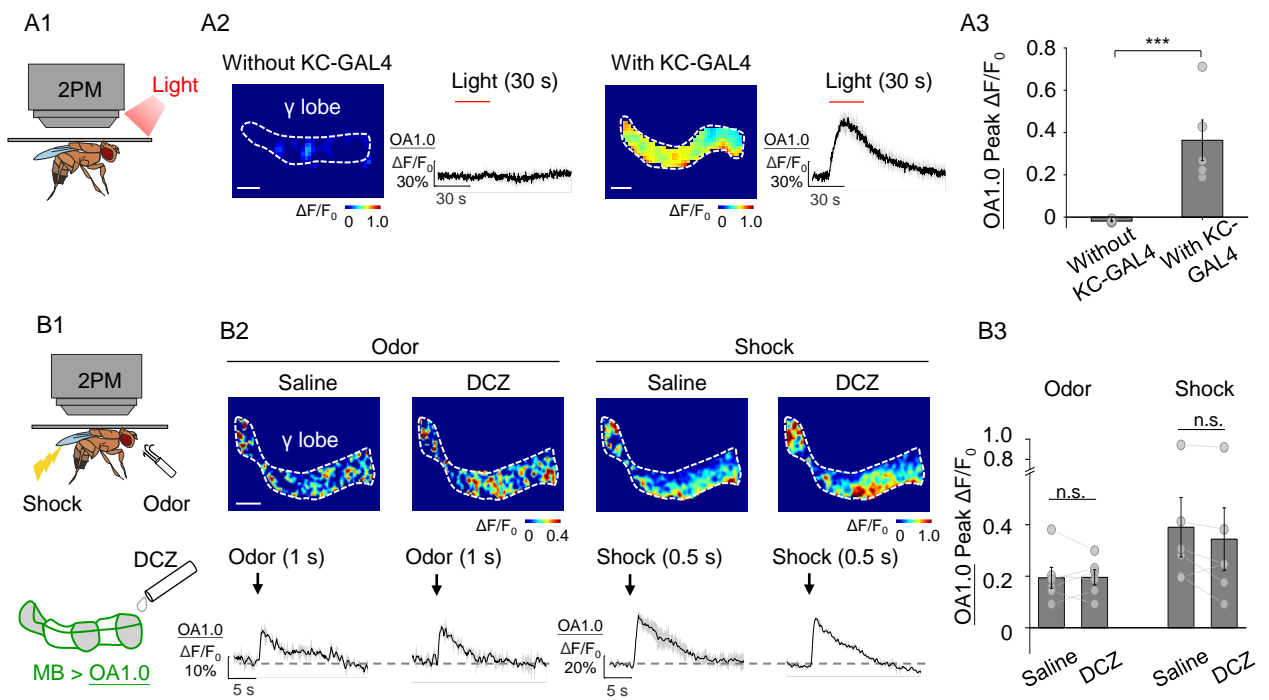 A1
2PM
Light
A2
Without KC-GAL4
γ lobe
ΔF/F0
0 1.0
Light (30 s)
OA1.0
ΔF/F0
30%
30 s
With KC-GAL4
ΔF/F0
0 1.0
Light (30 s)
OA1.0
ΔF/F0
30%
30 s
A3
OA1.0 Peak ΔF/F0
0.8
0.6
0.4
0.2
0
***
Without
KC-GAL4
With KC-
GAL4
B1
2PM
Shock
Odor
DCZ
MB > OA1.0
B2
Odor
Shock
Saline
DCZ
Saline
DCZ
γ lobe
ΔF/F0
0 0.4
ΔF/F0
0 1.0
Odor (1 s)
Odor (1 s)
Shock (0.5 s)
Shock (0.5 s)
OA1.0
ΔF/F0
10%
5 s
OA1.0
ΔF/F0
20%
5 s
B3
Odor
Shock
OA1.0 Peak ΔF/F0
1.0
0.8
0.4
0.2
0
n.s.
n.s.
Saline
DCZ
Saline
DCZ